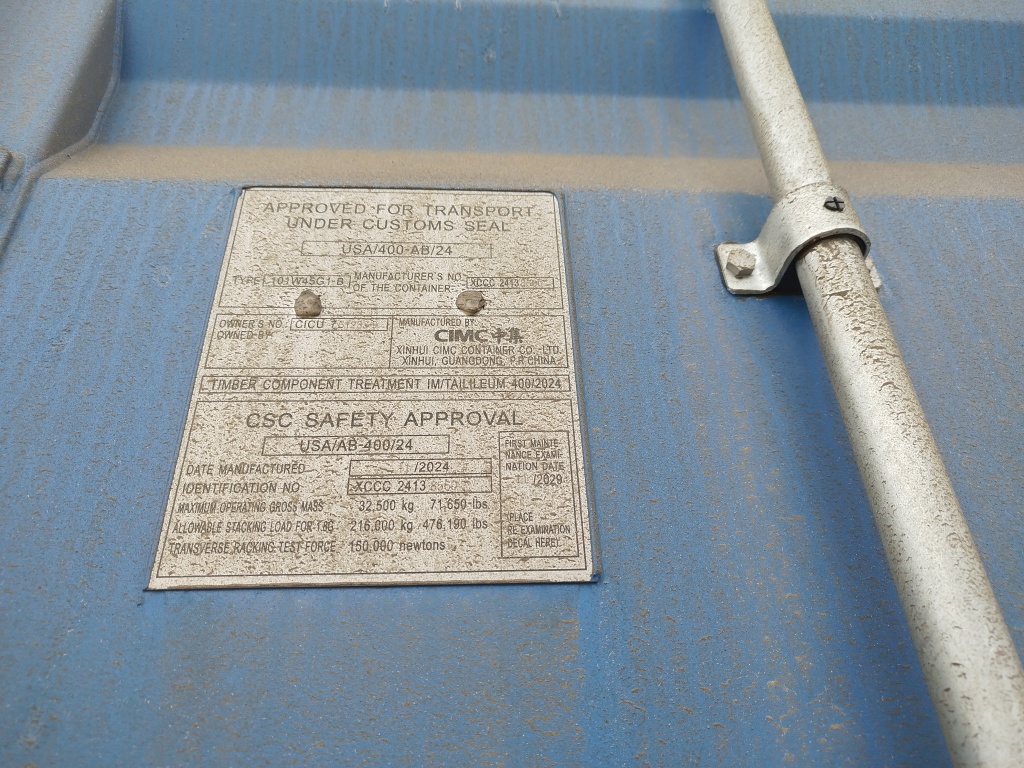 APPROVED FOR TRANSPORT
UNDER CUSTOMS SEAL
USA/400-AB/24
TYPE 101W45G1-B MANUFACTURER'S NO.
OF THE CONTAINER XCCC 2413
OWNER'S NO. CICU
OWNED BY
MANUFACTURED BY:
CIMC 中集
XINHUI CIMC CONTAINER CO., LTD.
XINHUI, GUANGDONG, P.R.CHINA.
TIMBER COMPONENT TREATMENT IM/TAILILEUM 400/2024
CSC SAFETY APPROVAL
USA/AB-400/24
DATE MANUFACTURED /2024
IDENTIFICATION NO XCCC 2413
MAXIMUM OPERATING GROSS MASS 32,500 kg 71,650 lbs
ALLOWABLE STACKING LOAD FOR 1.8G 216,000 kg 476,190 lbs
TRANSVERSE RACKING TEST FORCE 150,000 newtons
FIRST MAINTE
NANCE EXAMI-
NATION DATE
/2029
(PLACE
RE-EXAMINATION
DECAL HERE)